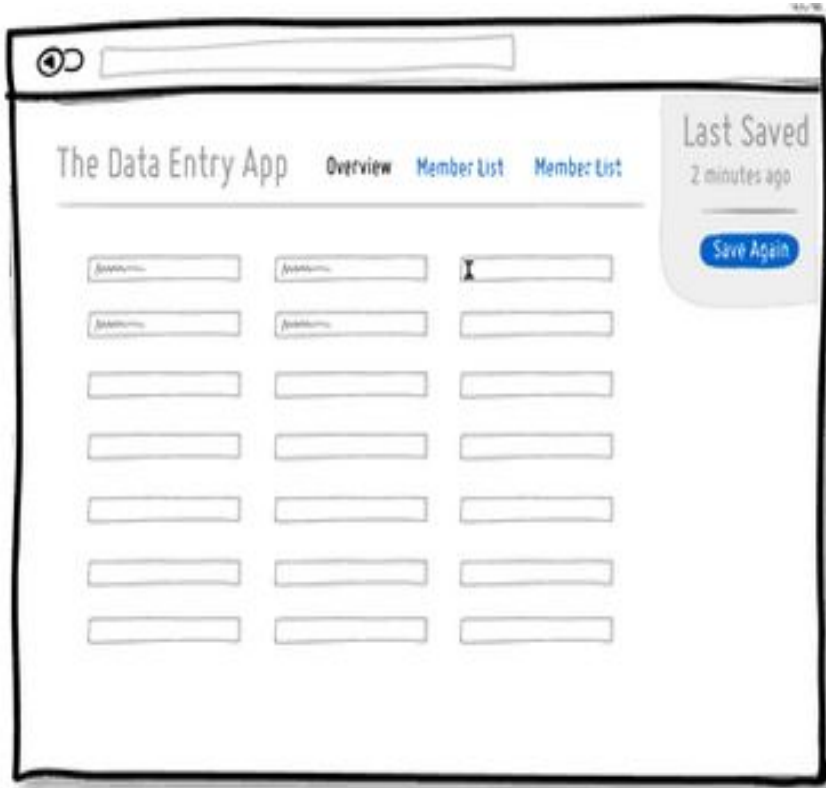 The Data Entry App Overview Member List Member List
Last Saved
2 minutes ago
Save Again